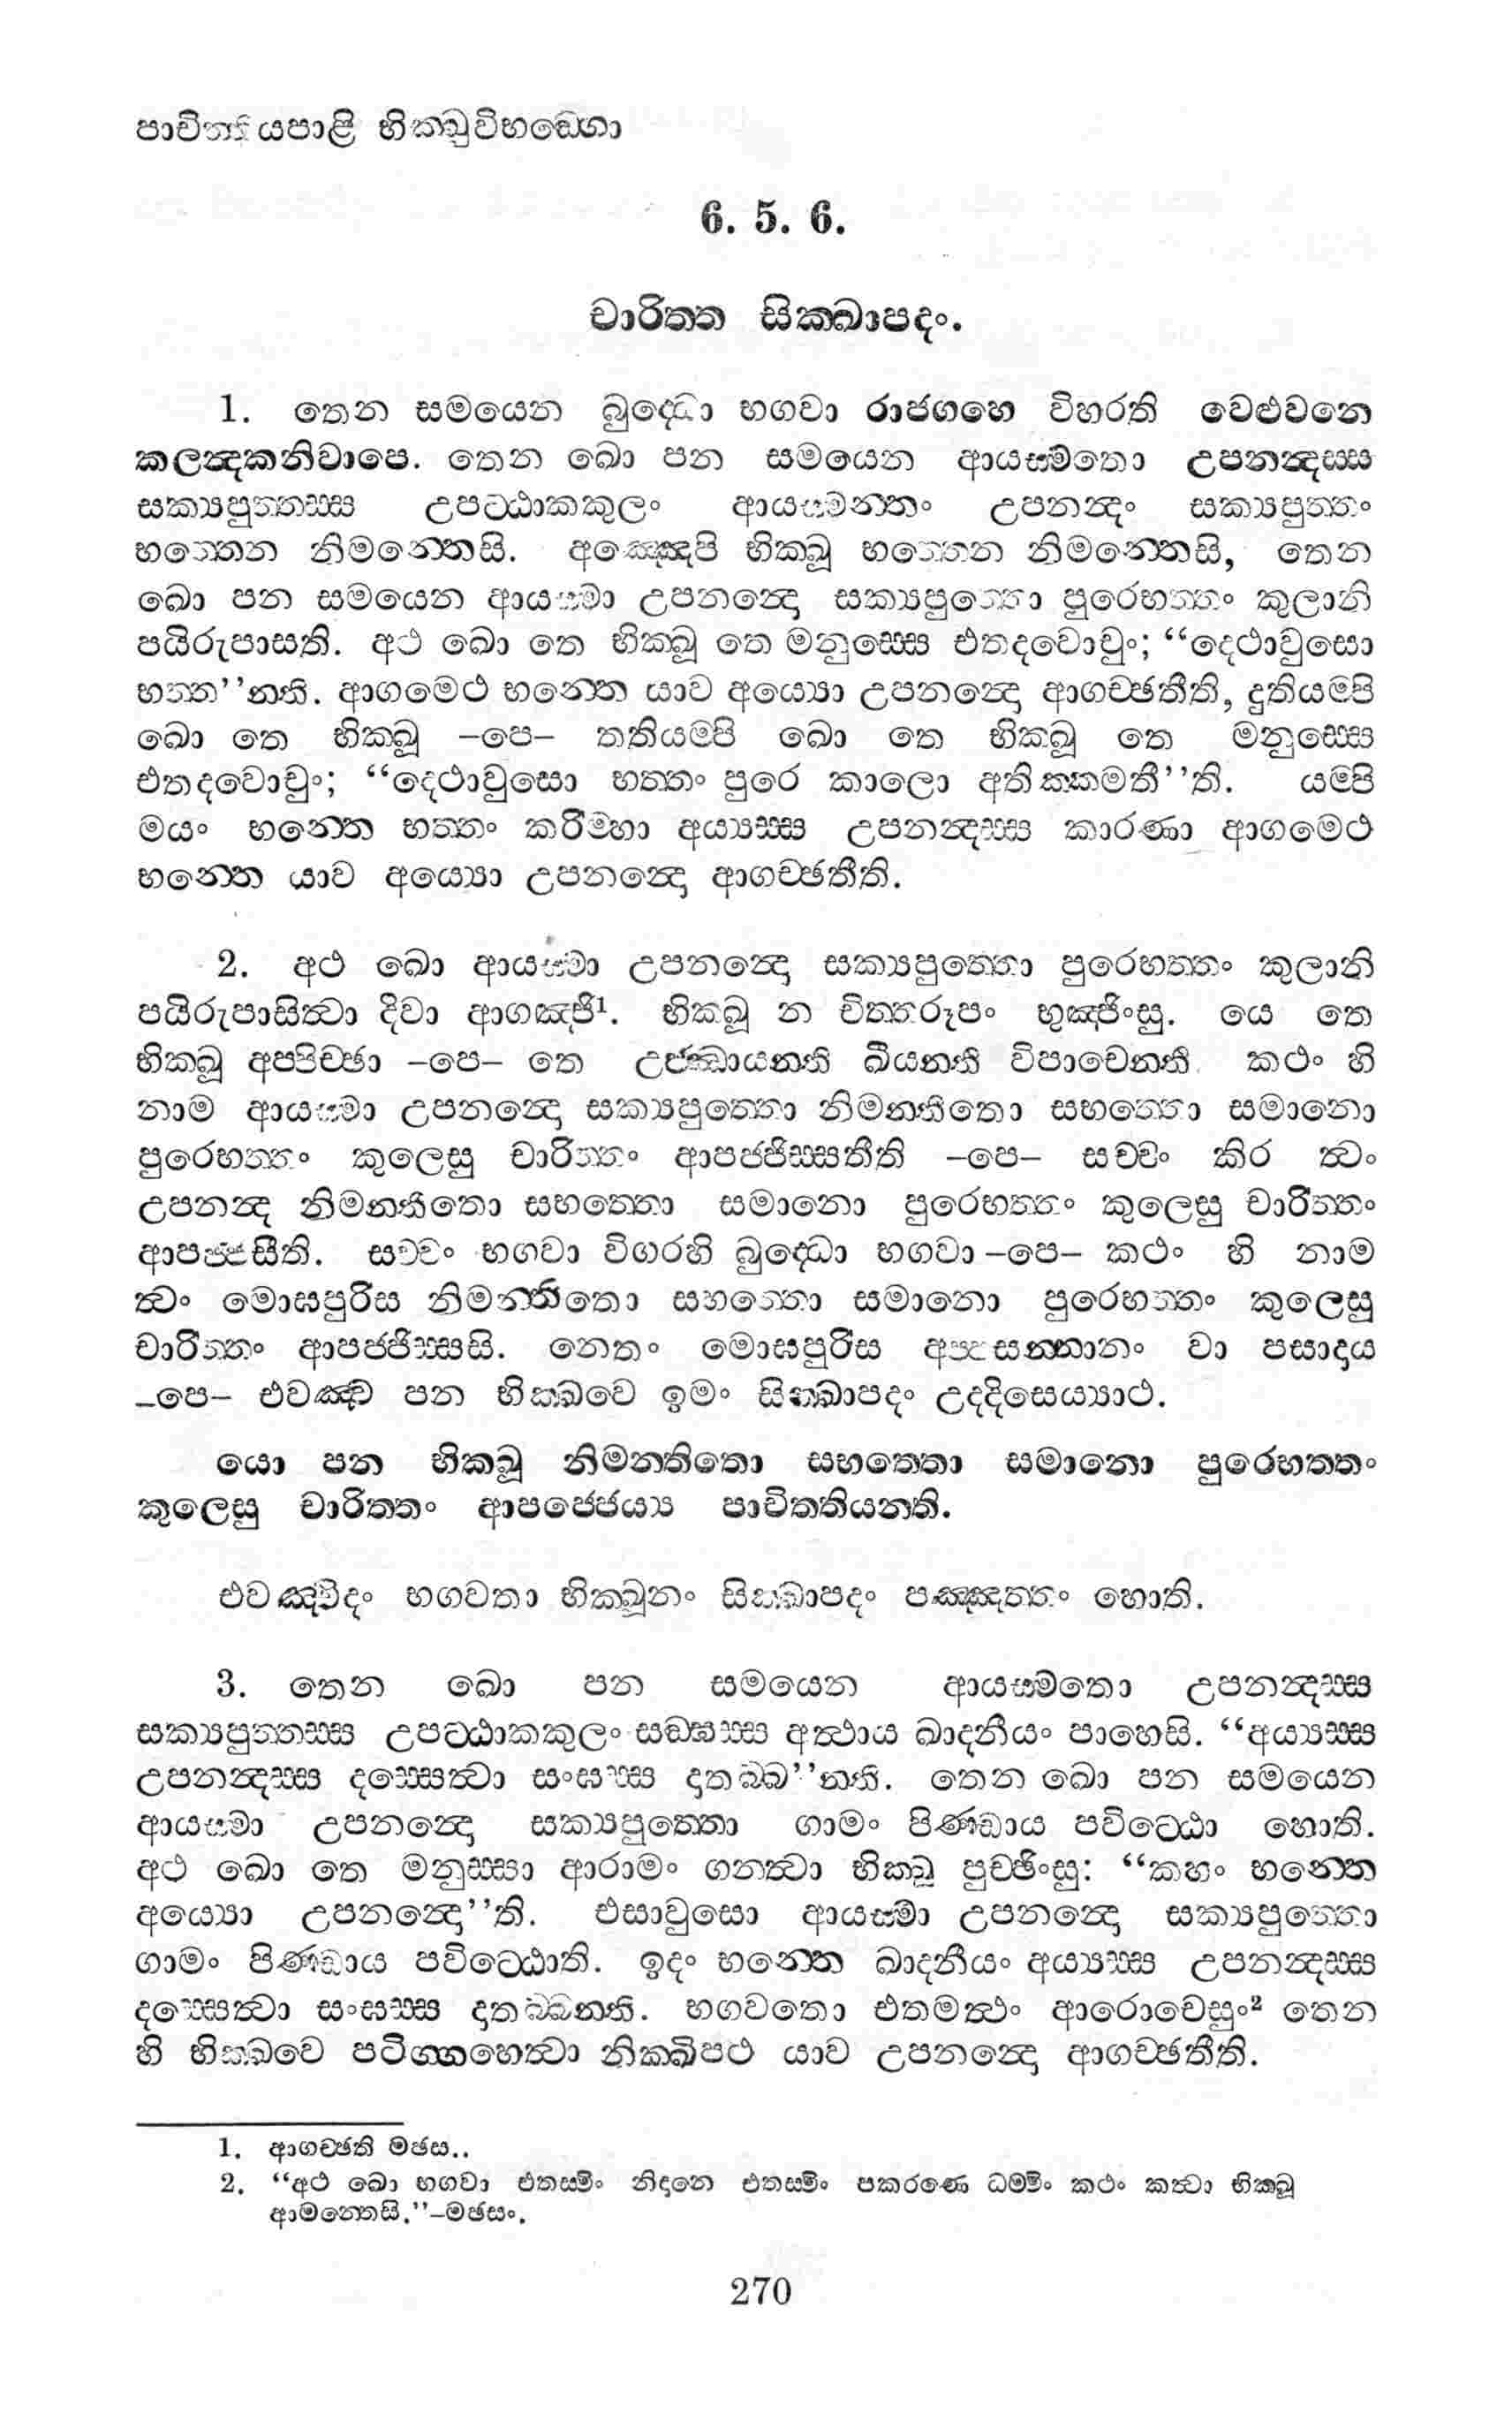 පාචිත්තියපාළි භික්ඛුවිභඞ්ගො
6. 5. 6.
චාරිත්ත සික්ඛාපදං.
1. තෙන සමයෙන බුද්ධො භගවා රාජගහෙ විහරති වෙළුවනෙ
කලන්දකනිවාපෙ. තෙන ඛො පන සමයෙන ආයස්මතො උපනන්දස්ස
සක්‍යපුත්තස්ස උපට්ඨාකකුලං ආයස්මන්තං උපනන්දං සක්‍යපුත්තං
භත්තෙන නිමන්තෙසි. අඤ්ඤෙපි භික්ඛූ භත්තෙන නිමන්තෙසි, තෙන
ඛො පන සමයෙන ආයස්මා උපනන්දො සක්‍යපුත්තො පුරෙභත්තං කුලානි
පයිරුපාසති. අථ ඛො තෙ භික්ඛූ තෙ මනුස්සෙ එතදවොචුං; “දෙථාවුසො
භත්ත’’න්ති. ආගමෙථ භන්තෙ යාව අය්‍යො උපනන්දො ආගච්ඡතීති, දුතියම්පි
ඛො තෙ භික්ඛූ –පෙ– තතියම්පි ඛො තෙ භික්ඛූ තෙ මනුස්සෙ
එතදවොචුං; “දෙථාවුසො භත්තං පුරෙ කාලො අතික්කමතී’’ති. යම්පි
මයං භන්තෙ භත්තං කරිම්හා අය්‍යස්ස උපනන්දස්ස කාරණා ආගමෙථ
භන්තෙ යාව අය්‍යො උපනන්දො ආගච්ඡතීති.
2. අථ ඛො ආයස්මා උපනන්දො සක්‍යපුත්තො පුරෙභත්තං කුලානි
පයිරුපාසිත්වා දිවා ආගඤ්ජි¹. භික්ඛූ න චිත්තරූපං භුඤ්ජිංසු. යෙ තෙ
භික්ඛූ අප්පිච්ඡා –පෙ– තෙ උජ්ඣායන්ති ඛීයන්ති විපාචෙන්ති. කථං හි
නාම ආයස්මා උපනන්දො සක්‍යපුත්තො නිමන්තිතො සභත්තො සමානො
පුරෙභත්තං කුලෙසු චාරිත්තං ආපජ්ජිස්සතීති –පෙ– සච්චං කිර ත්වං
උපනන්ද නිමන්තිතො සභත්තො සමානො පුරෙභත්තං කුලෙසු චාරිත්තං
ආපජ්ජසීති. සච්චං භගවා විගරහි බුද්ධො භගවා –පෙ– කථං හි නාම
ත්වං මොඝපුරිස නිමන්තිතො සභත්තො සමානො පුරෙභත්තං කුලෙසු
චාරිත්තං ආපජ්ජිස්සසි. නෙතං මොඝපුරිස අප්පසන්නානං වා පසාදාය
–පෙ– එවඤ්ච පන භික්ඛවෙ ඉමං සික්ඛාපදං උද්දිසෙය්‍යාථ.
යො පන භික්ඛූ නිමන්තිතො සභත්තො සමානො පුරෙභත්තං
කුලෙසු චාරිත්තං ආපජ්ජෙය්‍ය පාචිත්තියන්ති.
එවඤ්චිදං භගවතා භික්ඛූනං සික්ඛාපදං පඤ්ඤත්තං හොති.
3. තෙන ඛො පන සමයෙන ආයස්මතො උපනන්දස්ස
සක්‍යපුත්තස්ස උපට්ඨාකකුලං සඞ්ඝස්ස අත්ථාය ඛාදනීයං පාහෙසි. “අය්‍යස්ස
උපනන්දස්ස දස්සෙත්වා සංඝස්ස දාතබ්බ’’න්ති. තෙන ඛො පන සමයෙන
ආයස්මා උපනන්දො සක්‍යපුත්තො ගාමං පිණ්ඩාය පවිට්ඨො හොති.
අථ ඛො තෙ මනුස්සා ආරාමං ගන්ත්වා භික්ඛූ පුච්ඡිංසු: “කහං භන්තෙ
අය්‍යො උපනන්දො’’ති. එසාවුසො ආයස්මා උපනන්දො සක්‍යපුත්තො
ගාමං පිණ්ඩාය පවිට්ඨොති. ඉදං භන්තෙ ඛාදනීයං අය්‍යස්ස උපනන්දස්ස
දස්සෙත්වා සංඝස්ස දාතබ්බන්ති. භගවතො එතමත්ථං ආරොචෙසුං² තෙන
හි භික්ඛවෙ පටිග්ගහෙත්වා නික්ඛිපථ යාව උපනන්දො ආගච්ඡතීති.
1. ආගච්ඡති මඡස..
2. “අථ ඛො භගවා එතස්මිං නිදානෙ එතස්මිං පකරණෙ ධම්මිං කථං කත්වා භික්ඛූ
ආමන්තෙසි.”–මඡසං.
270